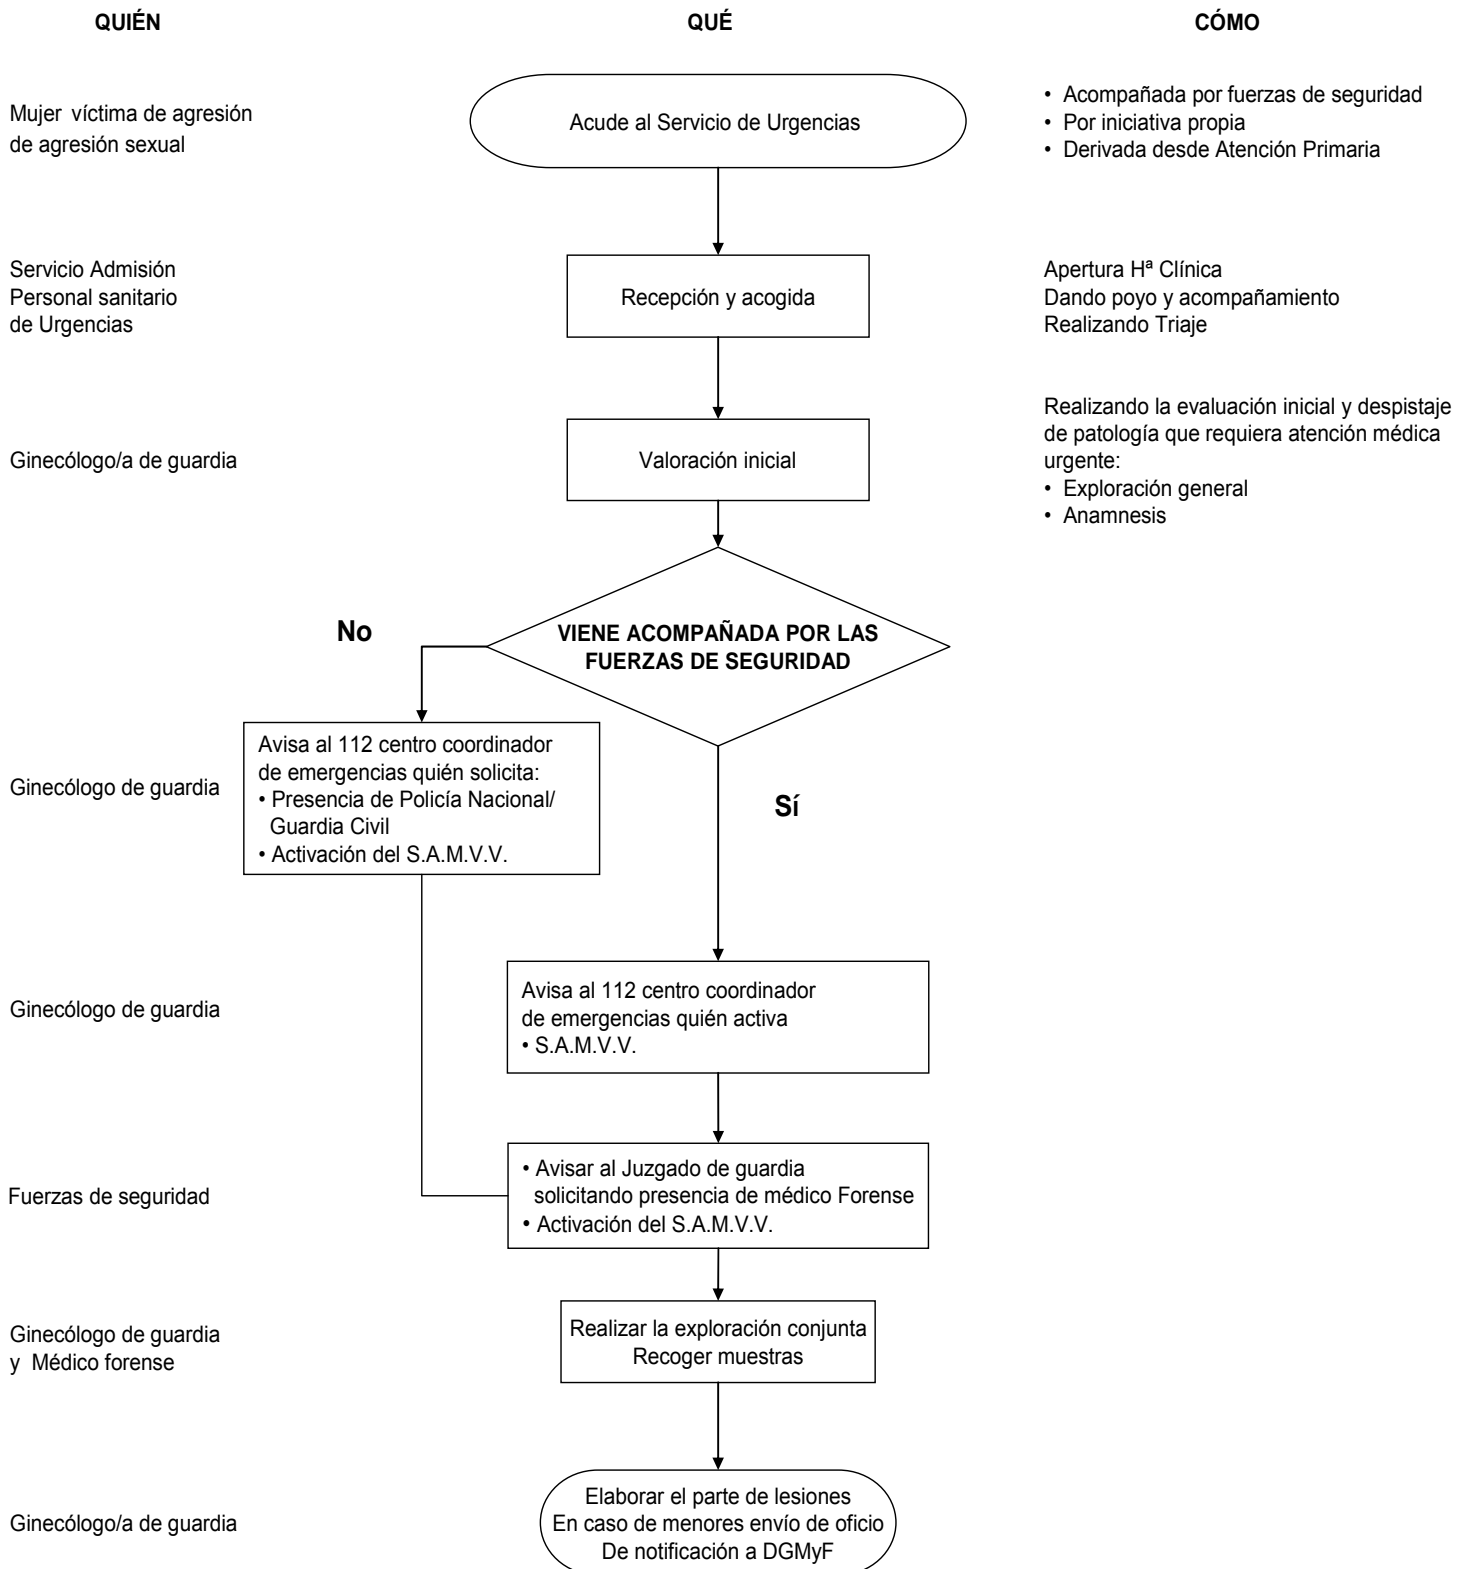 QUIÉN
QUÉ
CÓMO
Mujer víctima de agresión
de agresión sexual
Acude al Servicio de Urgencias
• Acompañada por fuerzas de seguridad
• Por iniciativa propia
• Derivada desde Atención Primaria
Servicio Admisión
Personal sanitario
de Urgencias
Recepción y acogida
Apertura Hª Clínica
Dando poyo y acompañamiento
Realizando Triaje
Ginecólogo/a de guardia
Valoración inicial
Realizando la evaluación inicial y despistaje
de patología que requiera atención médica
urgente:
• Exploración general
• Anamnesis
No
VIENE ACOMPAÑADA POR LAS
FUERZAS DE SEGURIDAD
Sí
Ginecólogo de guardia
Avisa al 112 centro coordinador
de emergencias quién solicita:
• Presencia de Policía Nacional/
Guardia Civil
• Activación del S.A.M.V.V.
Ginecólogo de guardia
Avisa al 112 centro coordinador
de emergencias quién activa
• S.A.M.V.V.
Fuerzas de seguridad
• Avisar al Juzgado de guardia
solicitando presencia de médico Forense
• Activación del S.A.M.V.V.
Ginecólogo de guardia
y Médico forense
Realizar la exploración conjunta
Recoger muestras
Ginecólogo/a de guardia
Elaborar el parte de lesiones
En caso de menores envío de oficio
De notificación a DGMyF